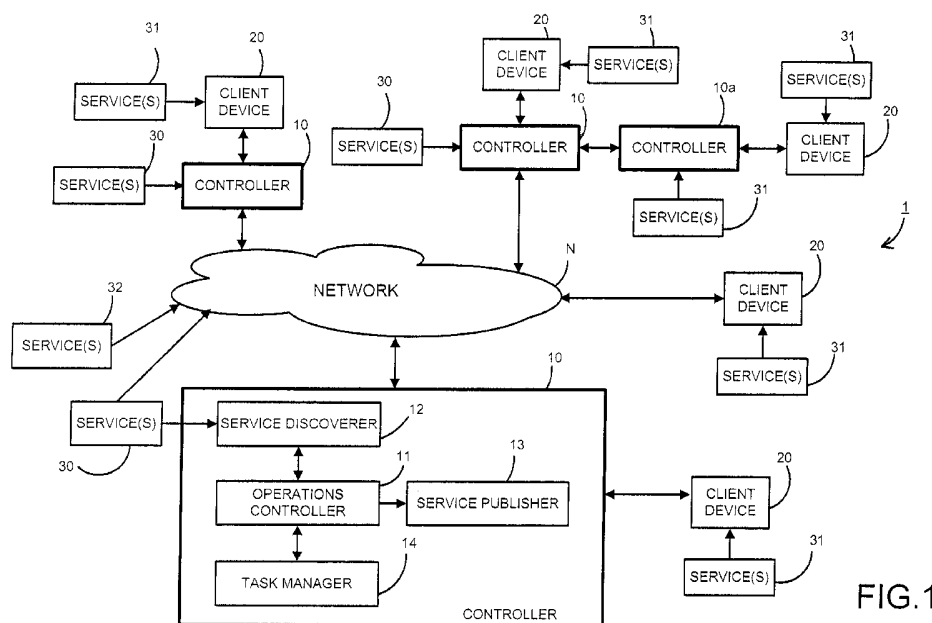 31
SERVICE(S)
20
CLIENT
DEVICE
30
SERVICE(S)
10
CONTROLLER
20
CLIENT
DEVICE
31
SERVICE(S)
30
SERVICE(S)
10
CONTROLLER
10a
CONTROLLER
31
SERVICE(S)
20
CLIENT
DEVICE
SERVICE(S)
31
1
N
NETWORK
32
SERVICE(S)
20
CLIENT
DEVICE
SERVICE(S)
31
SERVICE(S)
30
10
12
SERVICE DISCOVERER
11
OPERATIONS
CONTROLLER
13
SERVICE PUBLISHER
14
TASK MANAGER
CONTROLLER
20
CLIENT
DEVICE
31
SERVICE(S)
FIG.1